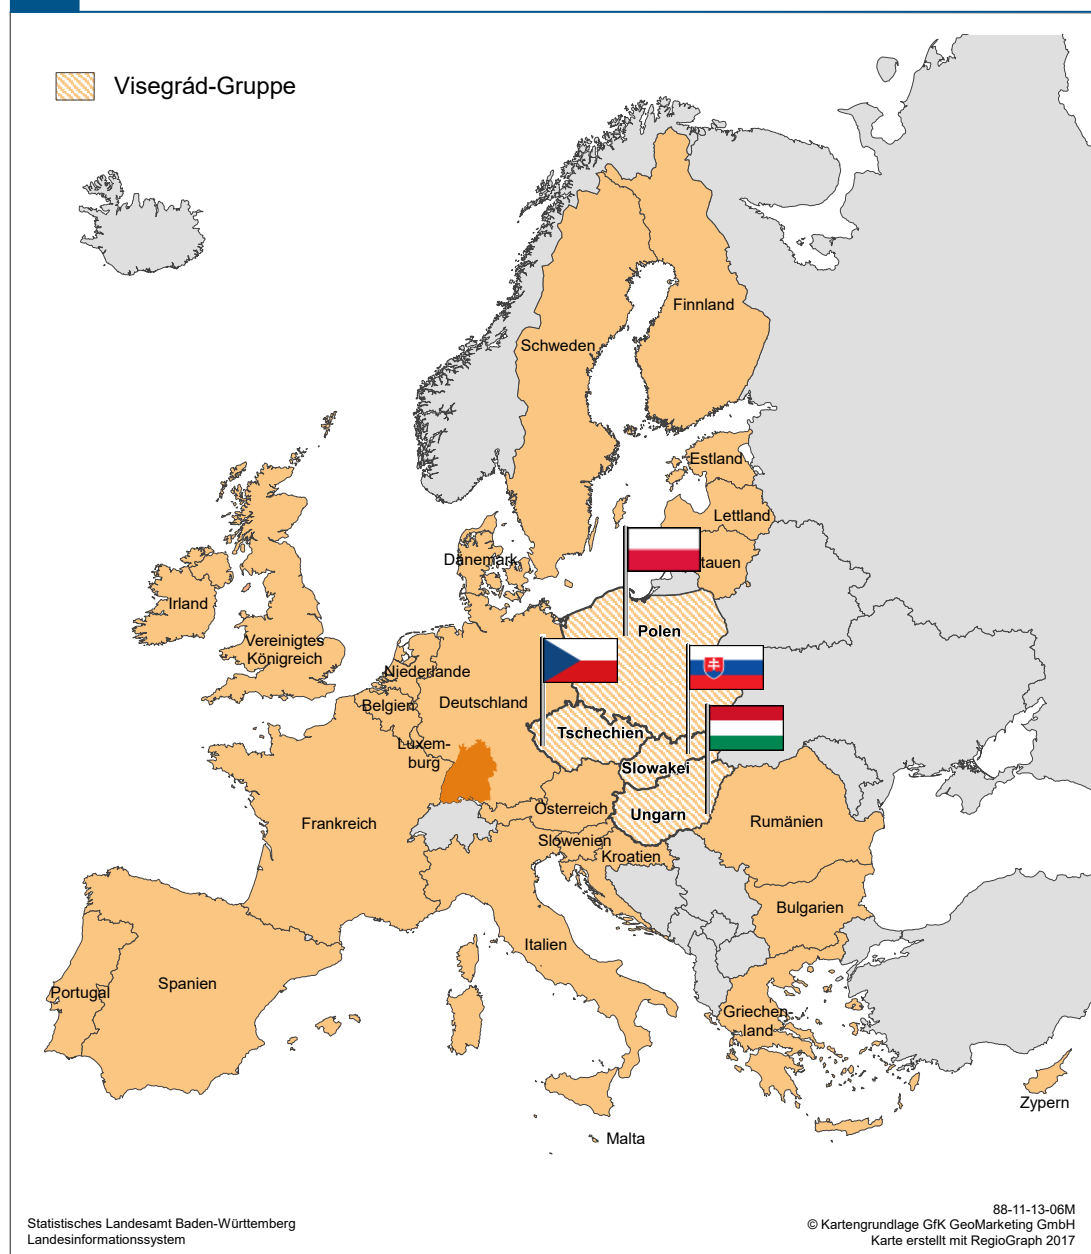 Visegrád-Gruppe
Finnland
Schweden
Estland
Lettland
Dänemark
tauen
Irland
Polen
Vereinigtes
Königreich
Niederlande
Deutschland
Belgien
Tschechien
Luxem-
burg
Slowakei
Österreich
Ungarn
Frankreich
Rumänien
Slowenien
Kroatien
Bulgarien
Italien
Spanien
Portugal
Griechen-
land
Zypern
Malta
Statistisches Landesamt Baden-Württemberg
Landesinformationssystem
88-11-13-06M
© Kartengrundlage GfK GeoMarketing GmbH
Karte erstellt mit RegioGraph 2017